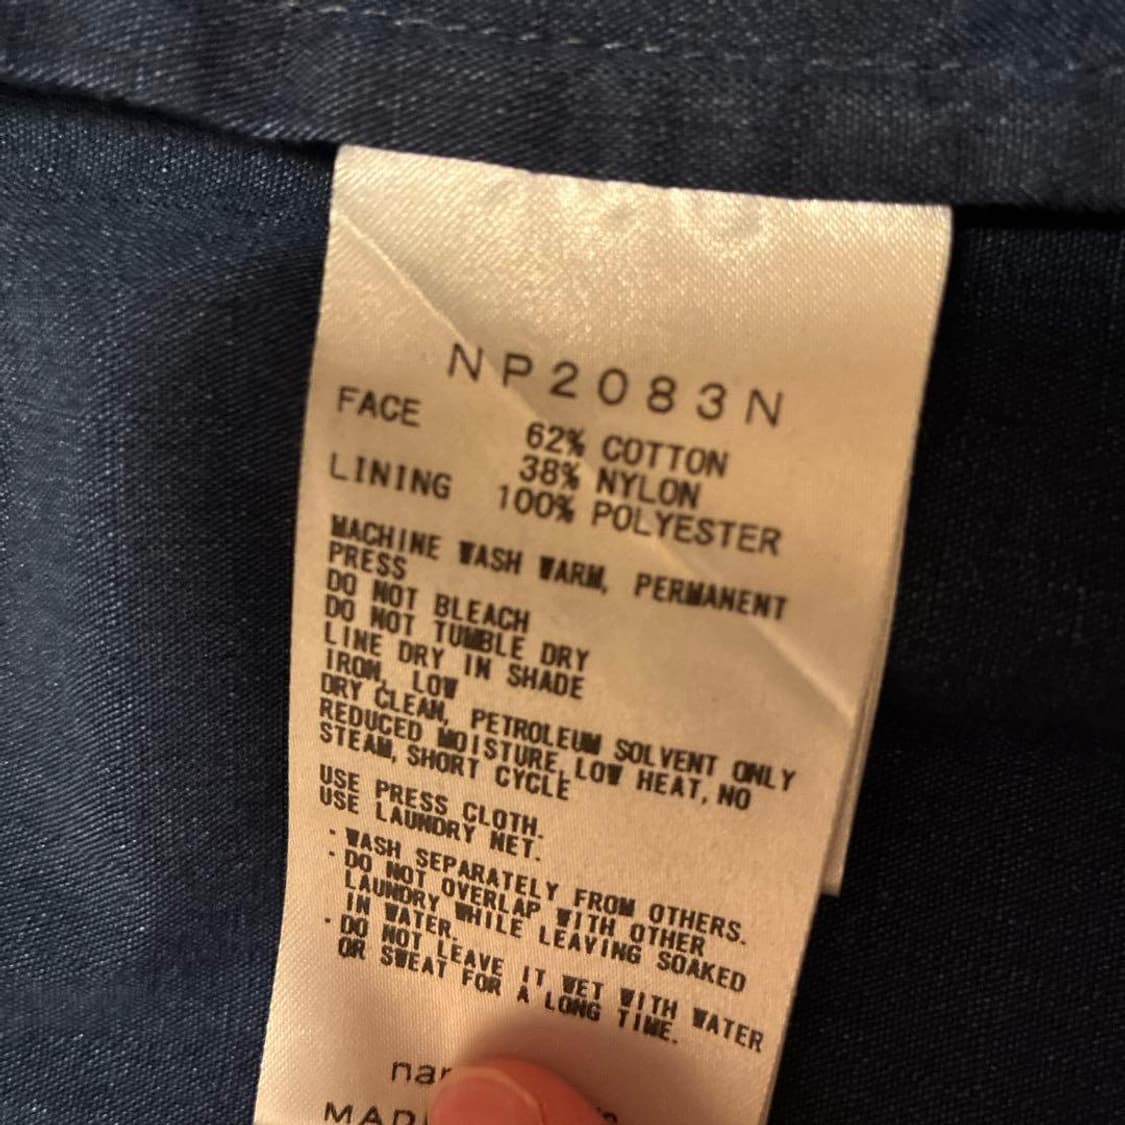 NP2083N
FACE
62% COTTON
38% NYLON
LINING 100% POLYESTER
MACHINE WASH WARM, PERMANENT
PRESS
DO NOT BLEACH
DO NOT TUMBLE DRY
LINE DRY IN SHADE
IRON, LOW
DRY CLEAN, PETROLEUM SOLVENT ONLY
REDUCED MOISTURE, LOW HEAT, NO
STEAM, SHORT CYCLE
USE PRESS CLOTH.
USE LAUNDRY NET.
・WASH SEPARATELY FROM OTHERS.
・DO NOT OVERLAP WITH OTHER
LAUNDRY WHILE LEAVING SOAKED
IN WATER.
・DO NOT LEAVE IT WET WITH WATER
OR SWEAT FOR A LONG TIME.